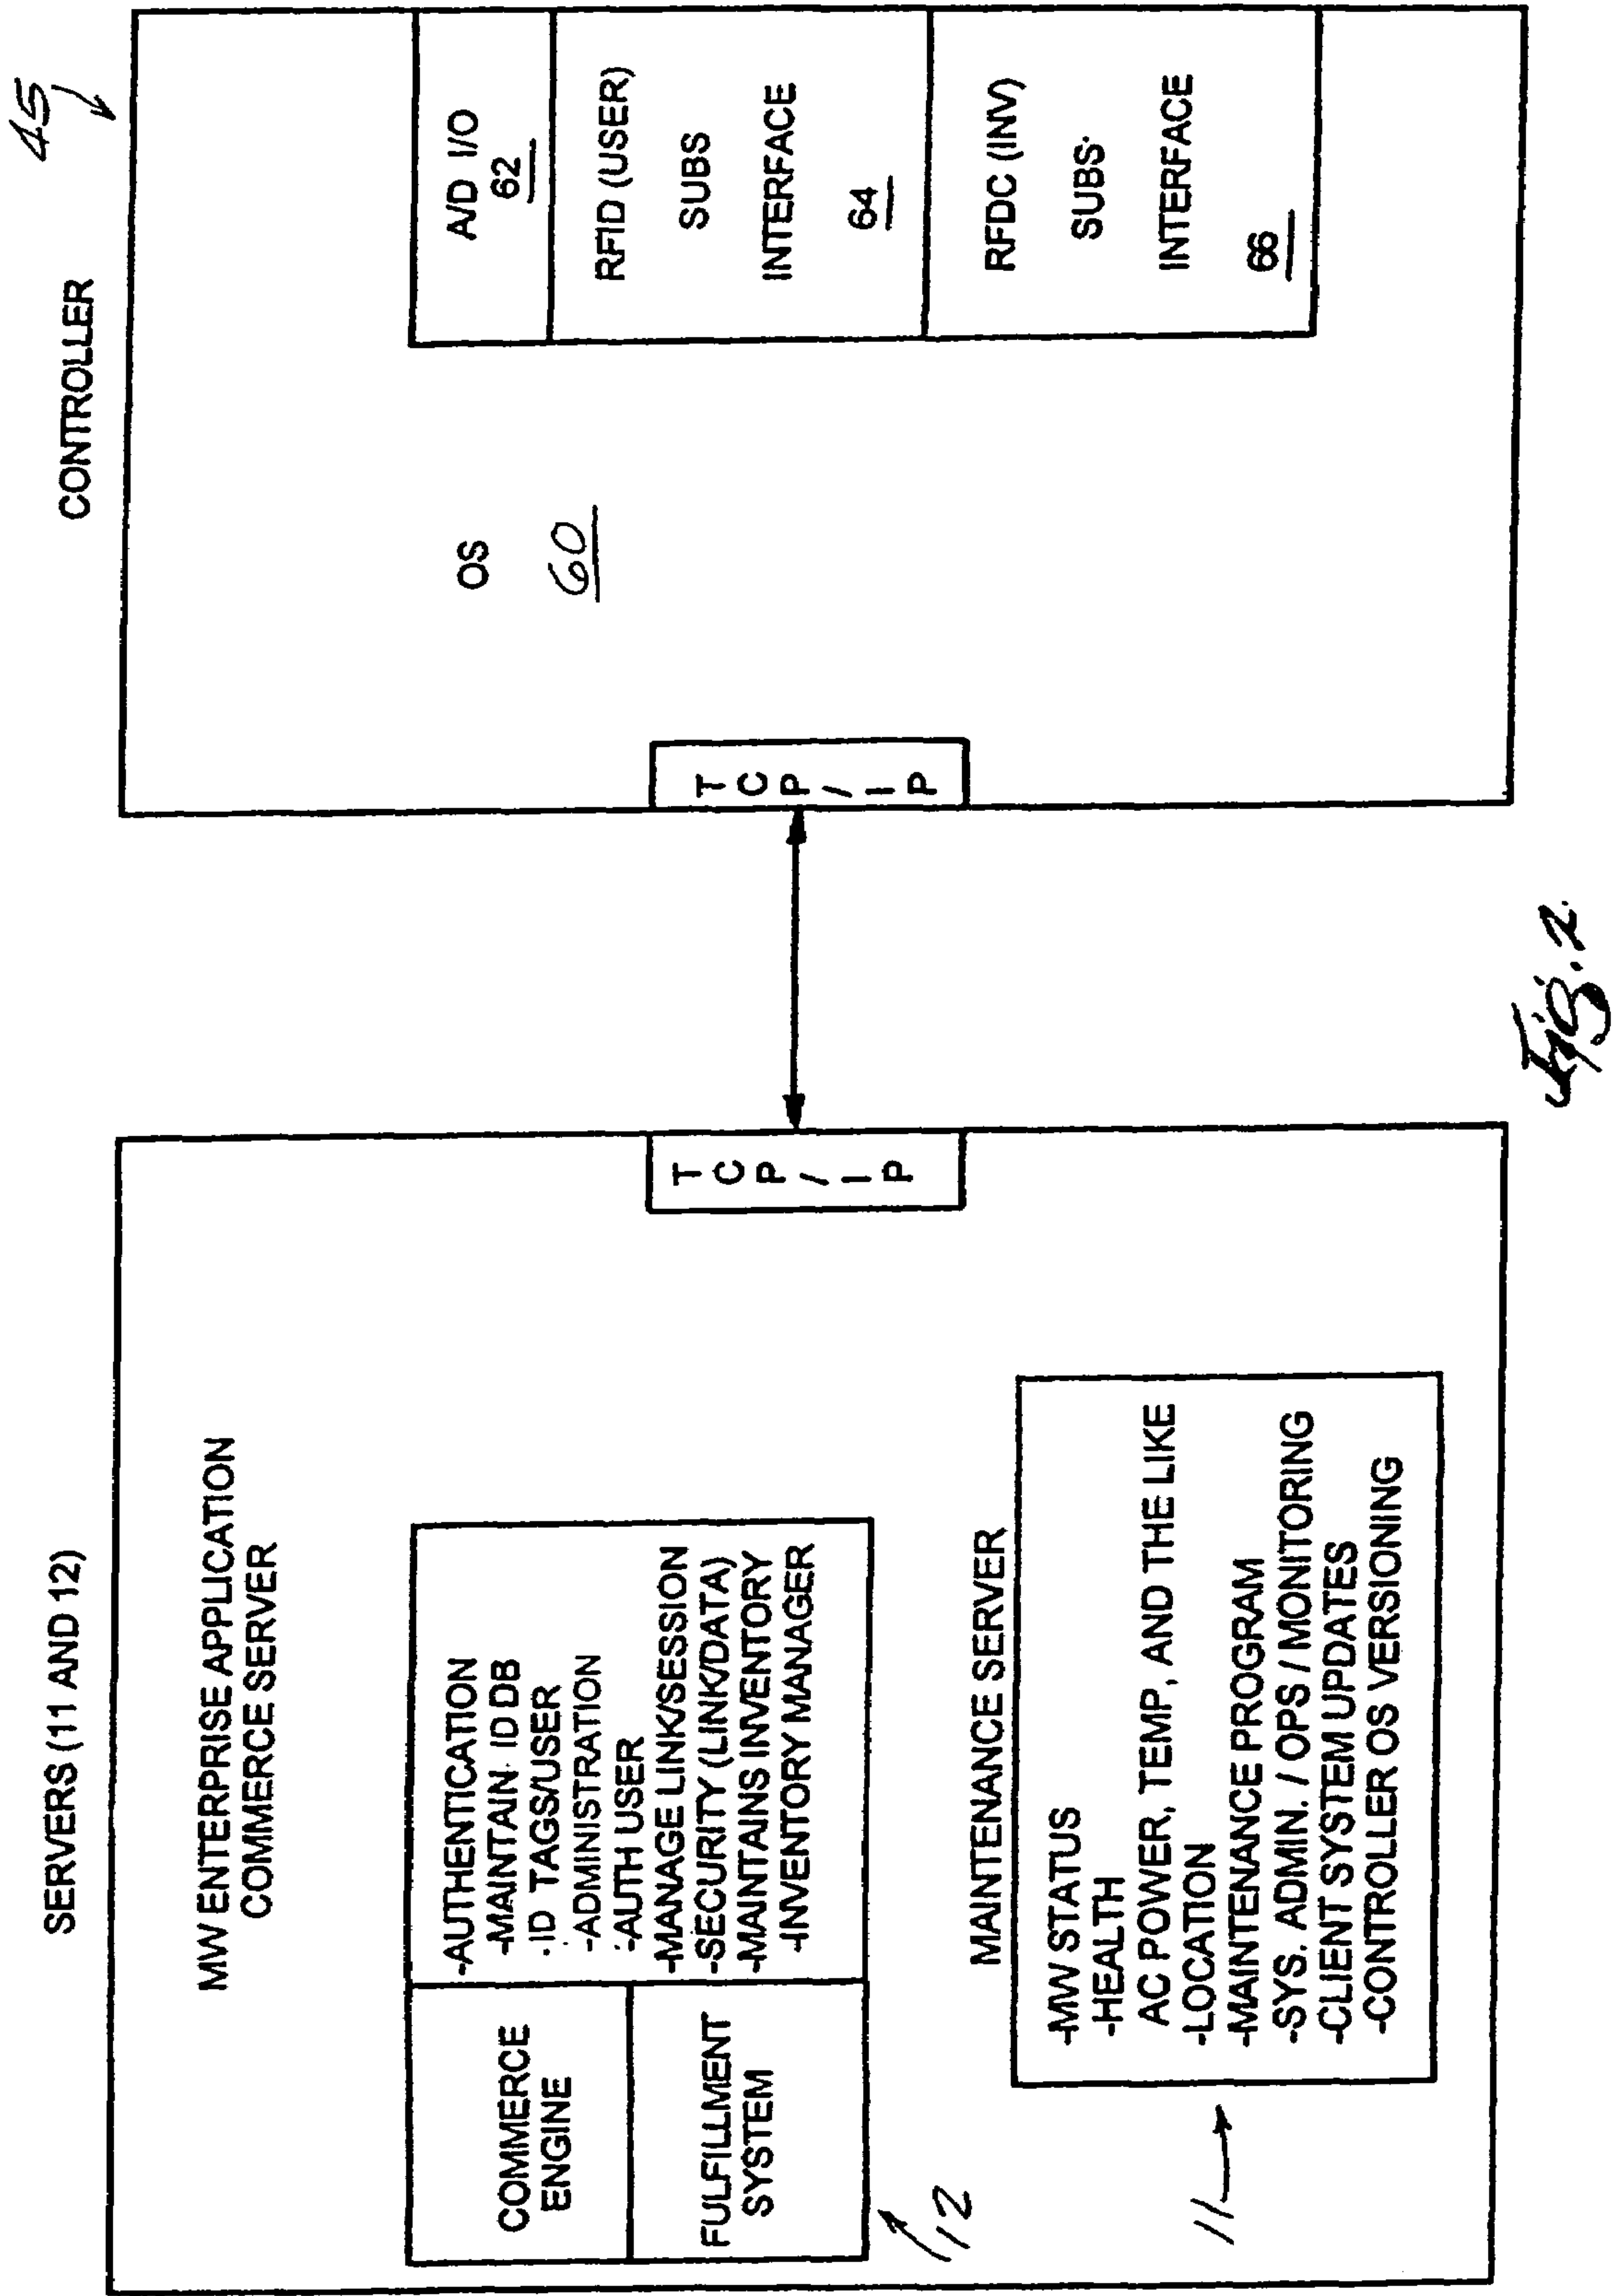 SERVERS (11 AND 12)
MW ENTERPRISE APPLICATION
COMMERCE SERVER
COMMERCE
ENGINE
FULFILLMENT
SYSTEM
-AUTHENTICATION
-MAINTAIN ID DB
-ID TAGS/USER
-ADMINISTRATION
-AUTH USER
-MANAGE LINK/SESSION
-SECURITY (LINK/DATA)
-MAINTAINS INVENTORY
-INVENTORY MANAGER
12
MAINTENANCE SERVER
-MW STATUS
-HEALTH
AC POWER, TEMP, AND THE LIKE
-LOCATION
-MAINTENANCE PROGRAM
-SYS. ADMIN. / OPS / MONITORING
-CLIENT SYSTEM UPDATES
-CONTROLLER OS VERSIONING
11
TCP/IP
TCP/IP
CONTROLLER
45
OS
60
A/D I/O
62
RFID (USER)
SUBS
INTERFACE
64
RFDC (INV)
SUBS.
INTERFACE
66
Fig. 2.